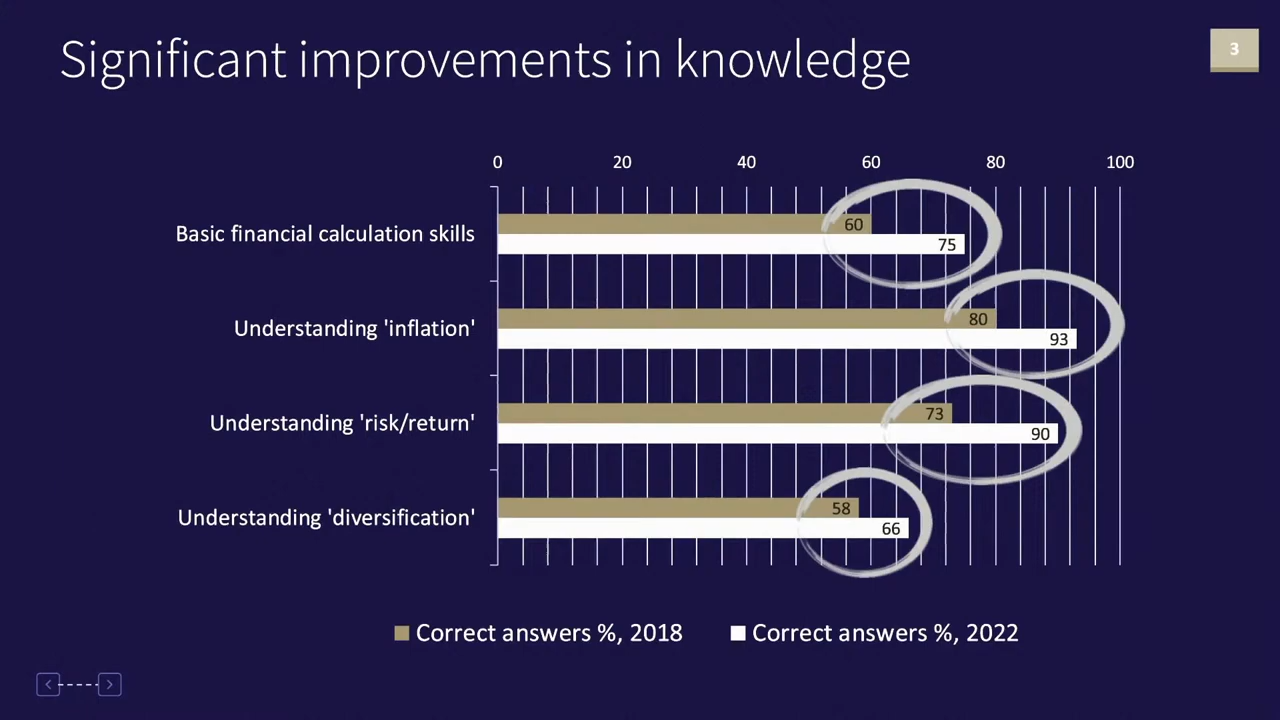 Significant improvements in knowledge
3
0 20 40 60 80 100
Basic financial calculation skills
60
75
Understanding 'inflation'
80
93
Understanding 'risk/return'
73
90
Understanding 'diversification'
58
66
Correct answers %, 2018 Correct answers %, 2022